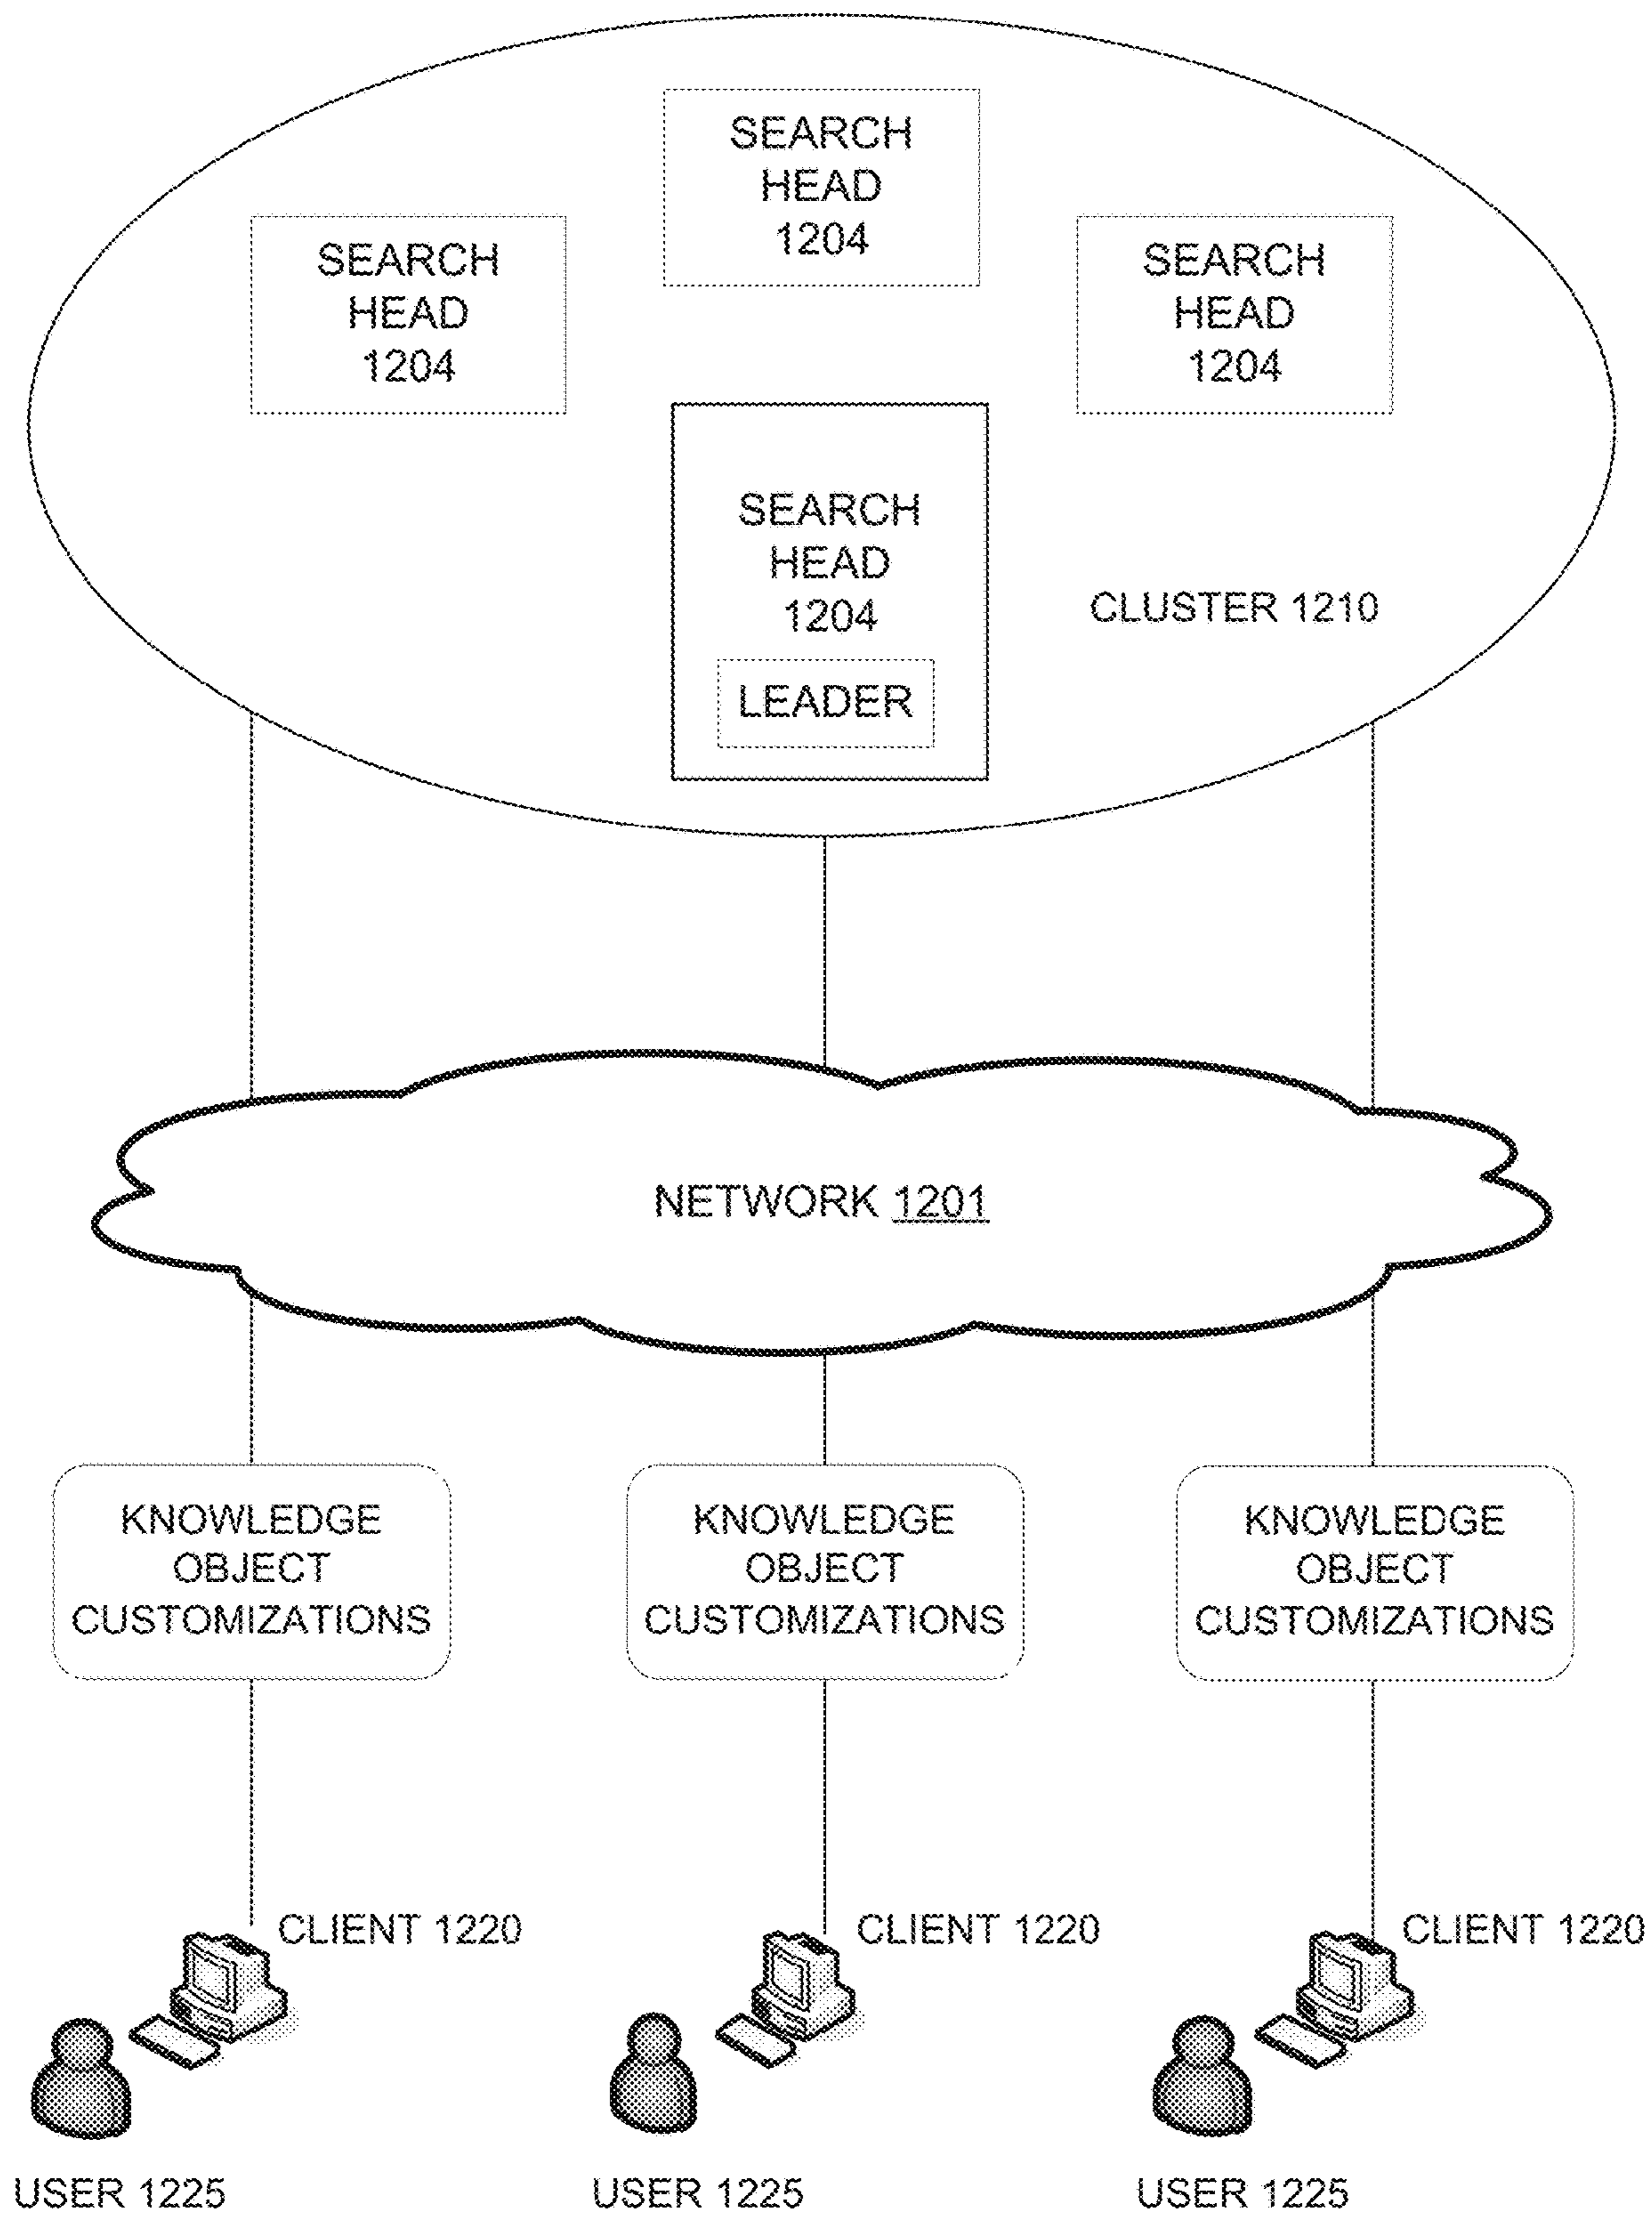 SEARCH
HEAD
1204
SEARCH
HEAD
1204
SEARCH
HEAD
1204
SEARCH
HEAD
1204
LEADER
CLUSTER 1210
NETWORK 1201
KNOWLEDGE
OBJECT
CUSTOMIZATIONS
KNOWLEDGE
OBJECT
CUSTOMIZATIONS
KNOWLEDGE
OBJECT
CUSTOMIZATIONS
CLIENT 1220
CLIENT 1220
CLIENT 1220
USER 1225
USER 1225
USER 1225